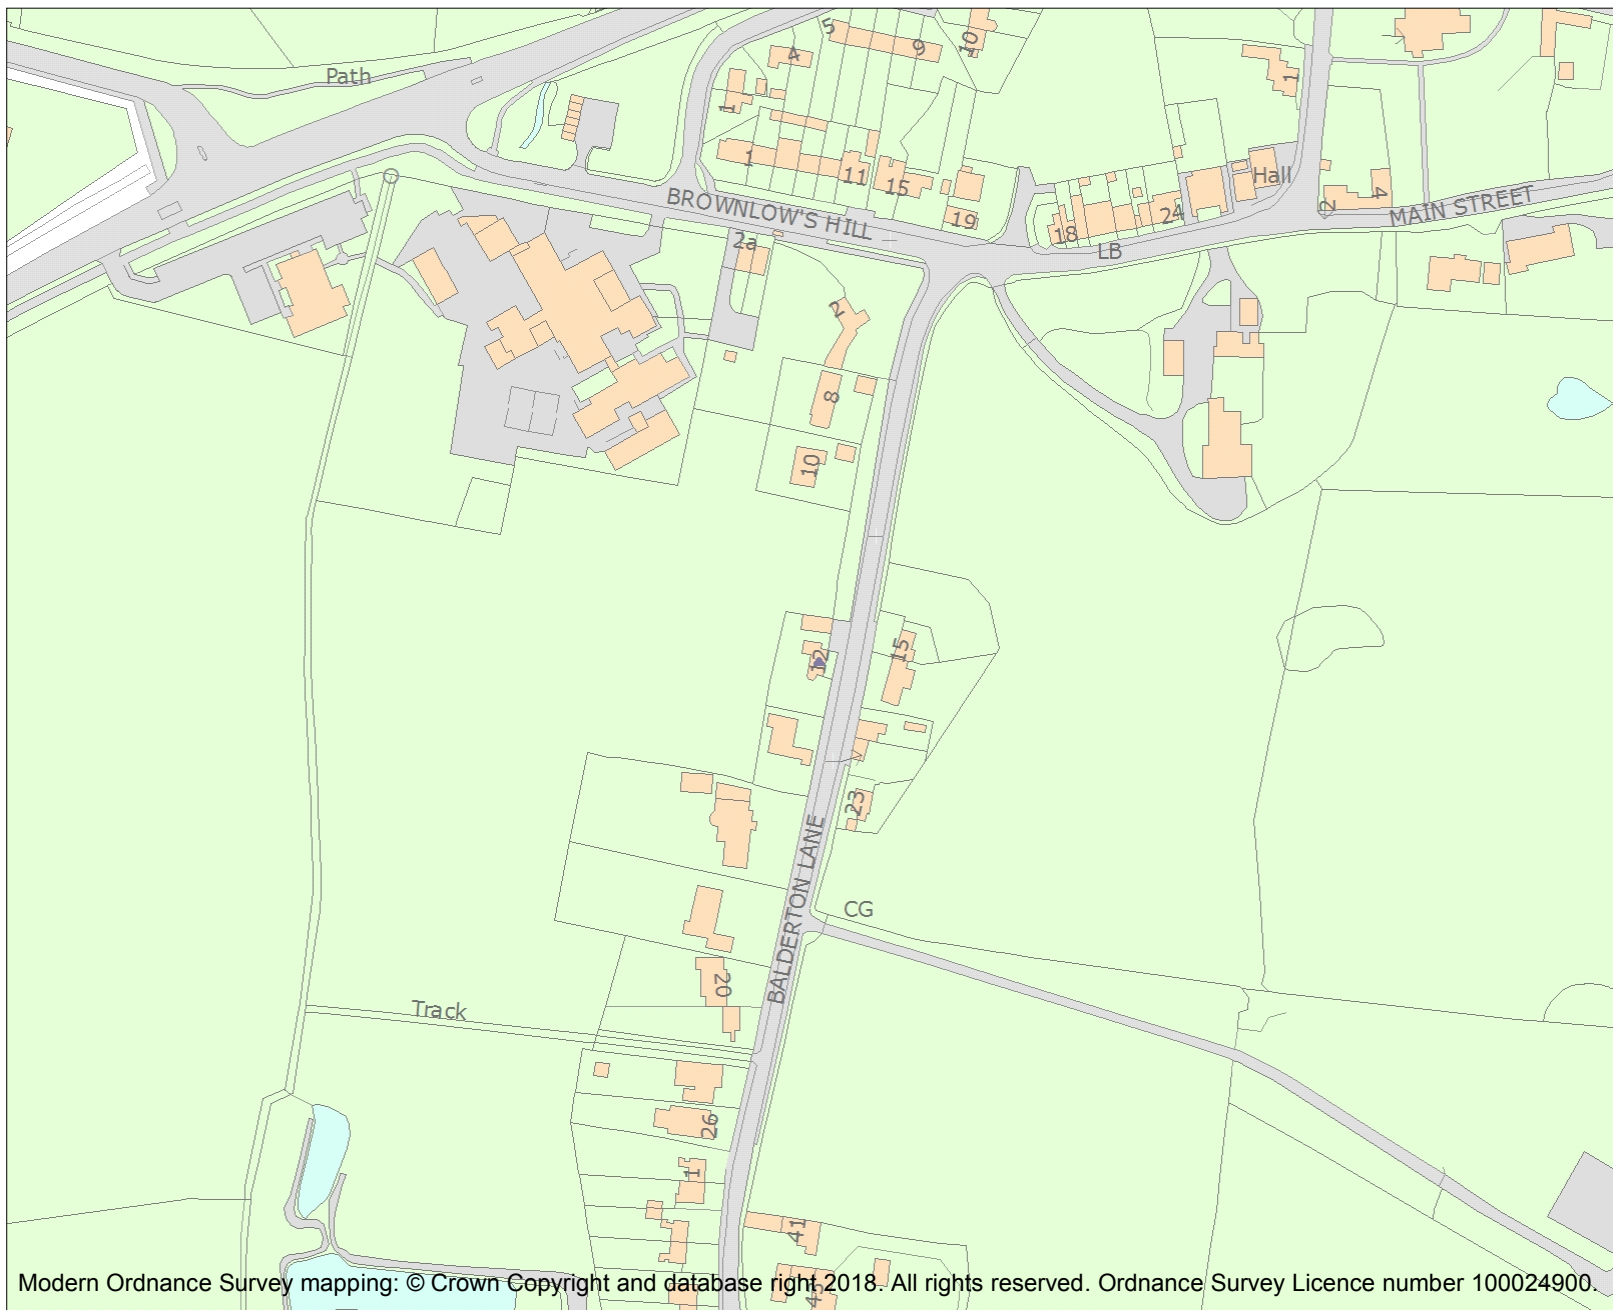 Path
5
4
9
10
1
1
1
11
15
19
BROWNLOW'S HILL
18
24
Hall
2
4
MAIN STREET
LB
2a
2
8
10
12
15
23
BALDERTON LANE
CG
20
Track
26
1
41
43
Modern Ordnance Survey mapping: © Crown Copyright and database right 2018. All rights reserved. Ordnance Survey Licence number 100024900.